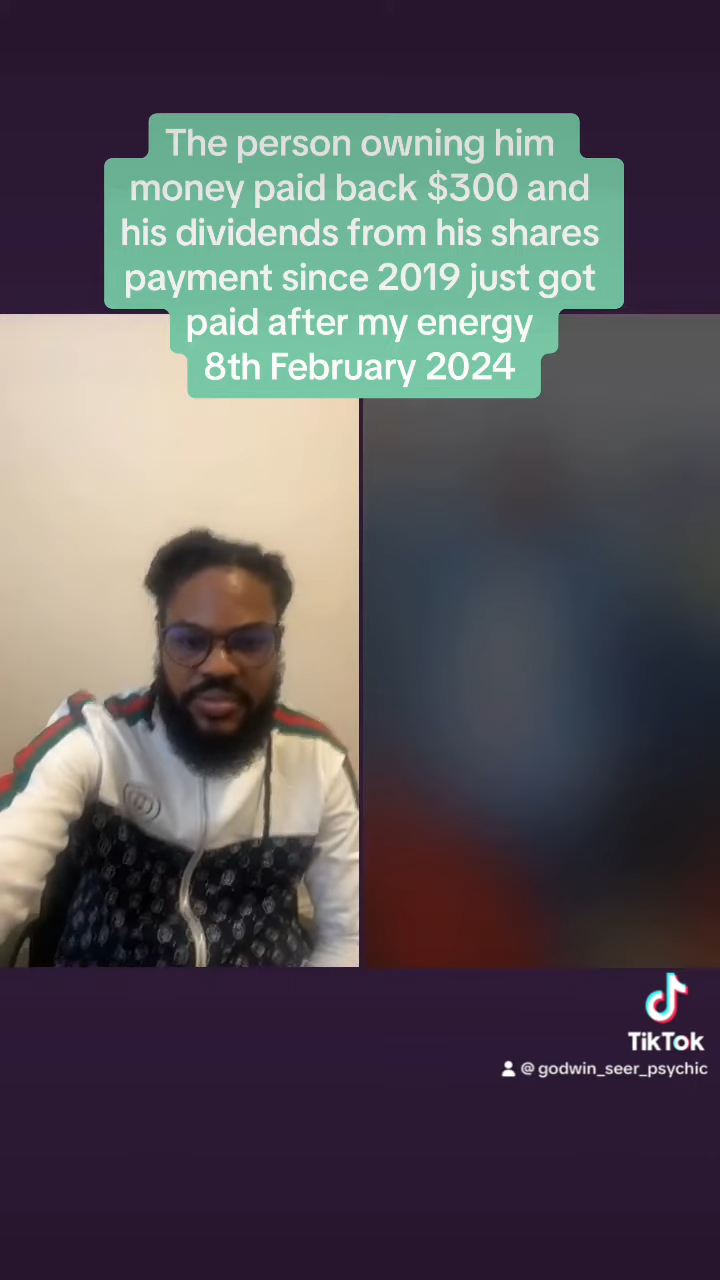 The person owning him
money paid back $300 and
his dividends from his shares
payment since 2019 just got
paid after my energy
8th February 2024
TikTok
@godwin_seer_psychic